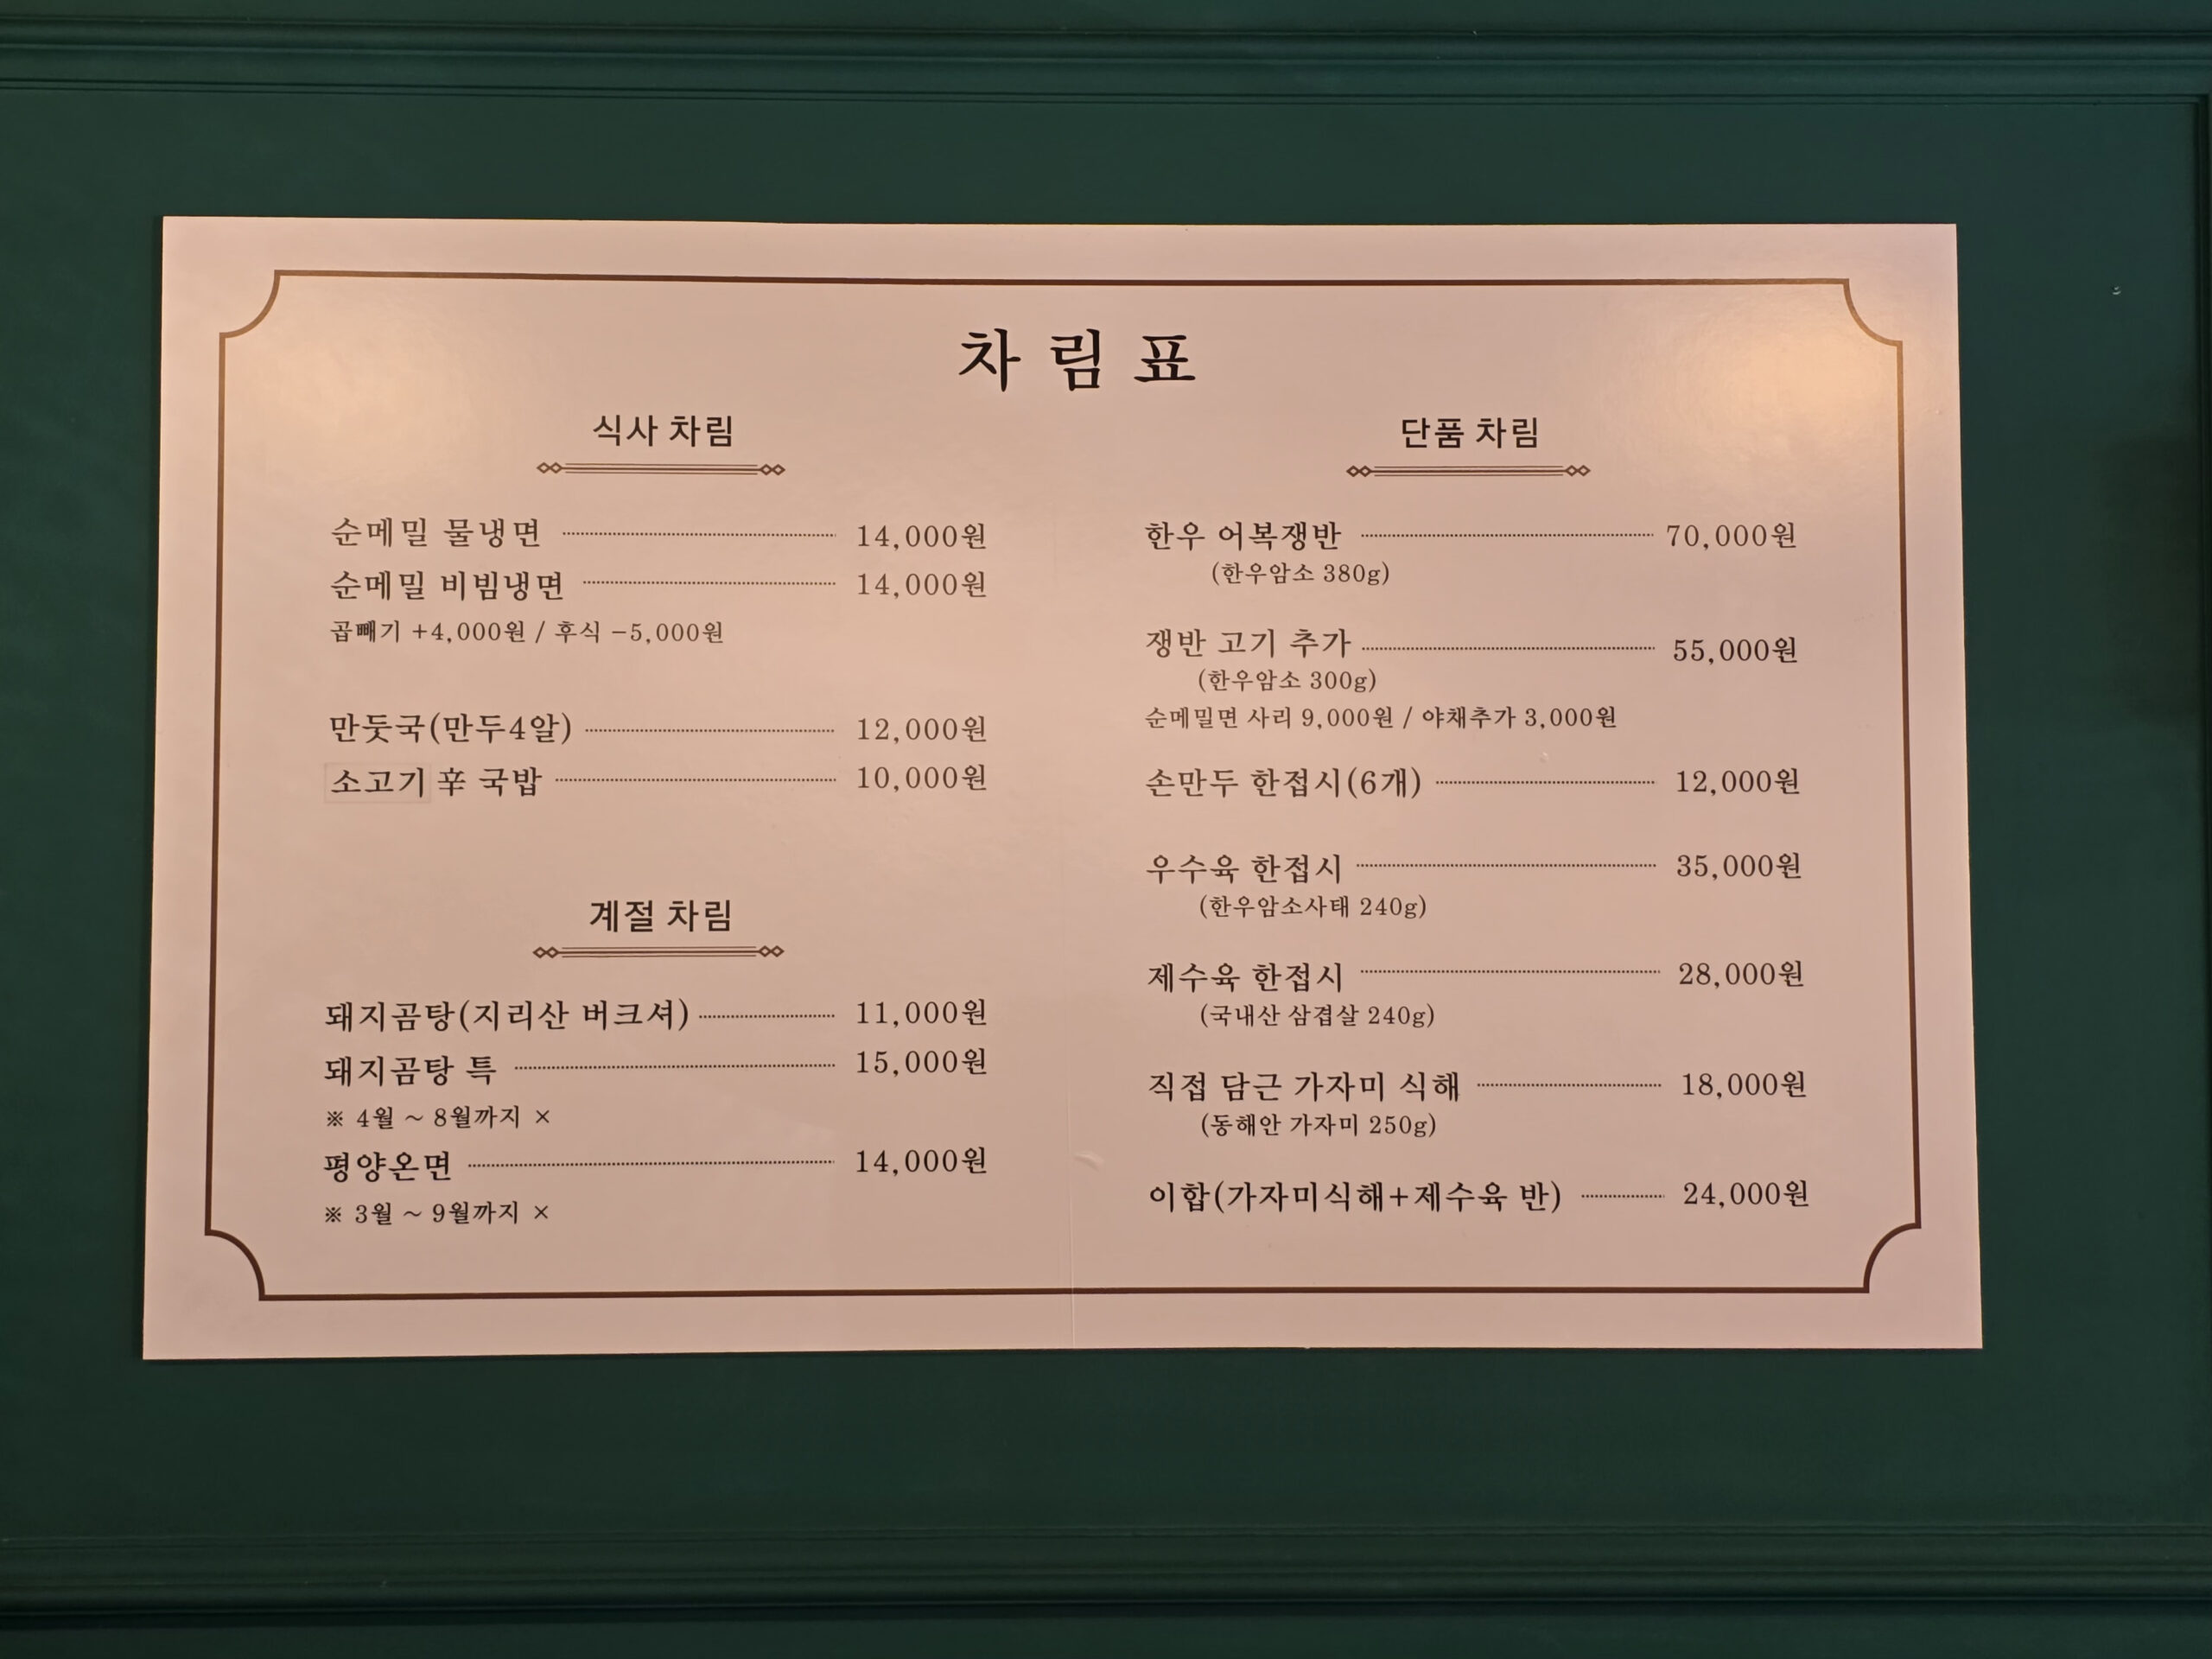 차림표
식사 차림
순메밀 물냉면 14,000원
순메밀 비빔냉면 14,000원
곱빼기 +4,000원 / 후식 -5,000원
만둣국(만두4알) 12,000원
소고기 辛 국밥 10,000원
계절 차림
돼지곰탕(지리산 버크셔) 11,000원
돼지곰탕 특 15,000원
※ 4월 ~ 8월까지 ×
평양온면 14,000원
※ 3월 ~ 9월까지 ×
단품 차림
한우 어복쟁반 70,000원
(한우암소 380g)
쟁반 고기 추가 55,000원
(한우암소 300g)
순메밀면 사리 9,000원 / 야채추가 3,000원
손만두 한접시(6개) 12,000원
우수육 한접시 35,000원
(한우암소사태 240g)
제수육 한접시 28,000원
(국내산 삼겹살 240g)
직접 담근 가자미 식해 18,000원
(동해안 가자미 250g)
이합(가자미식해+제수육 반) 24,000원